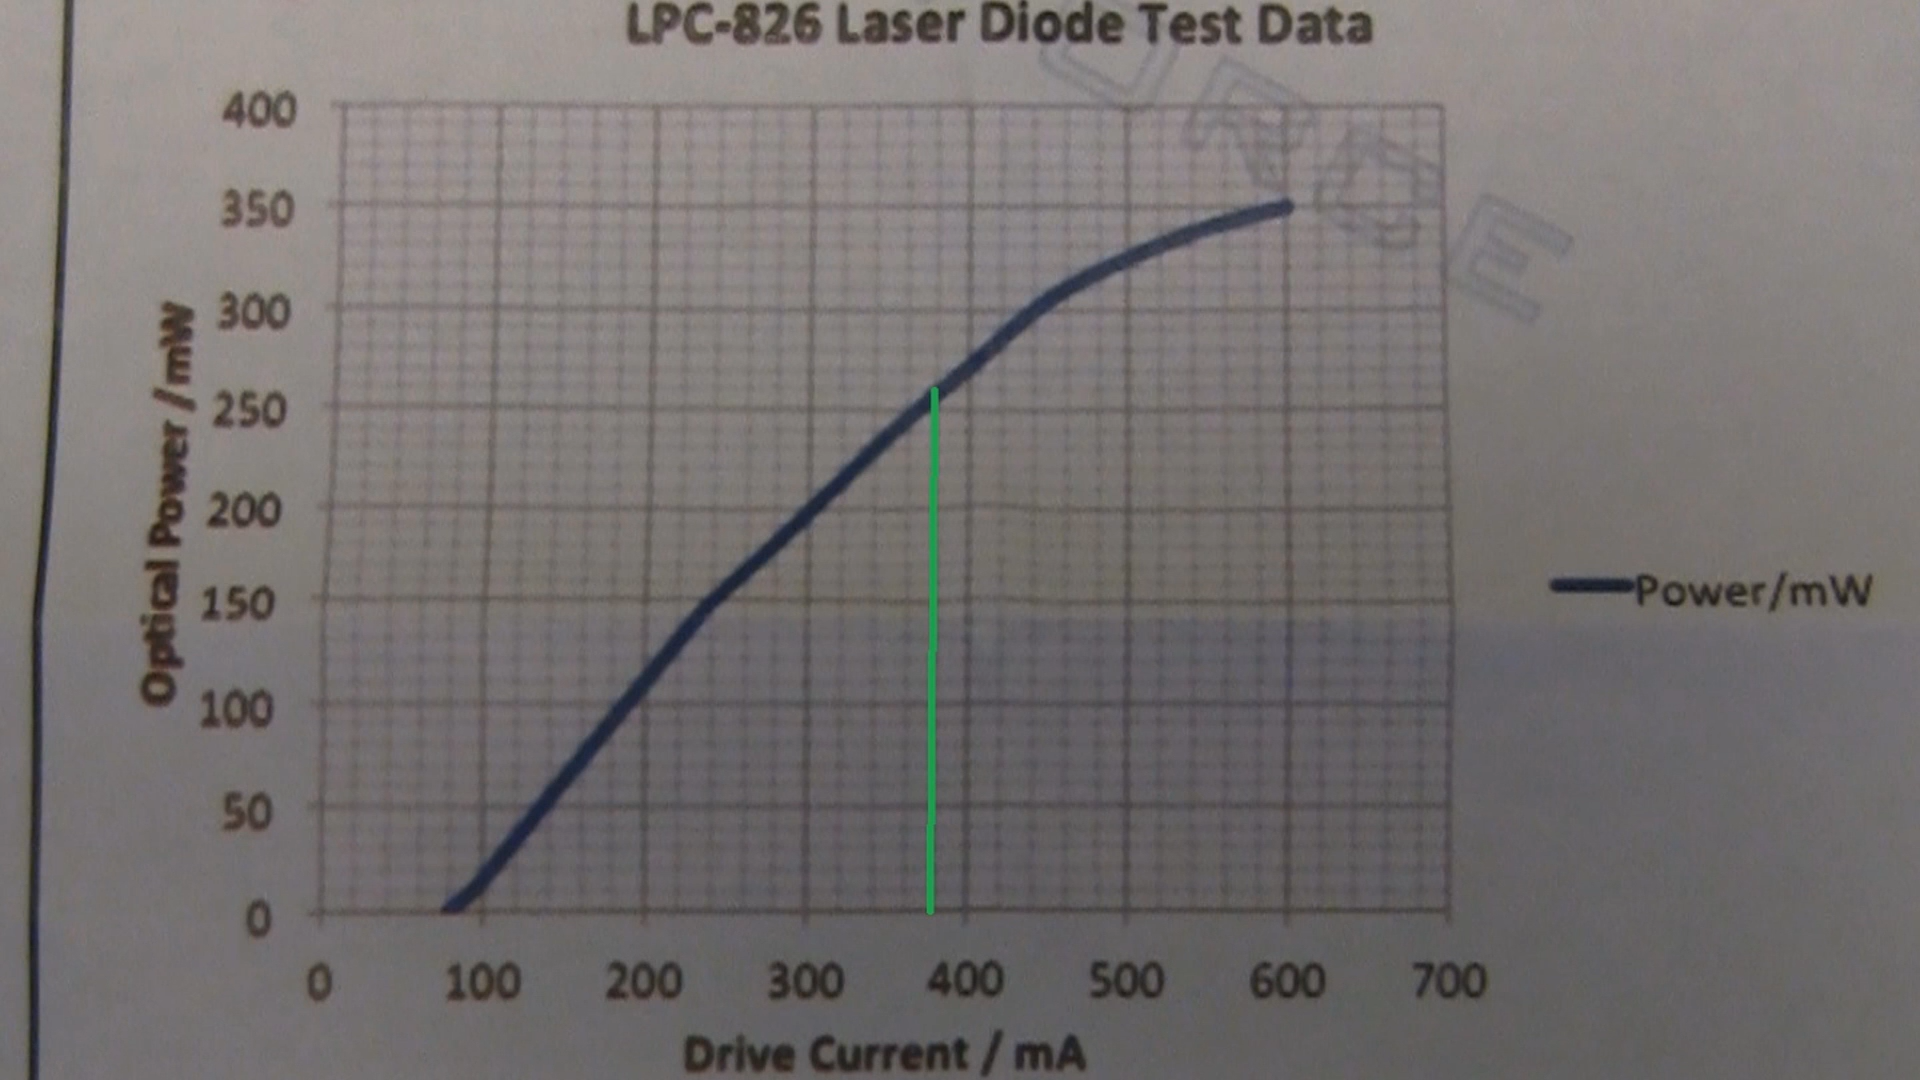 LPC-826 Laser Diode Test Data
400
350
300
250
200
150
100
50
0
Optical Power /mW
0 100 200 300 400 500 600 700
Drive Current / mA
Power/mW